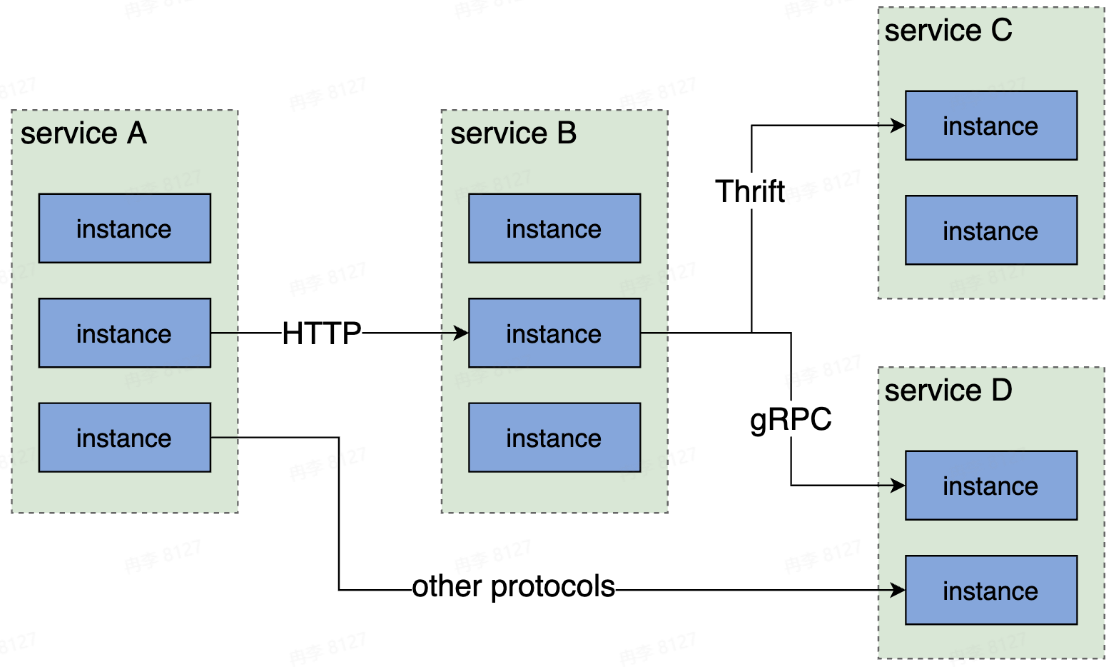 service A
instance
instance
instance
HTTP
other protocols
service B
instance
instance
instance
Thrift
gRPC
service C
instance
instance
service D
instance
instance
冉李 8127